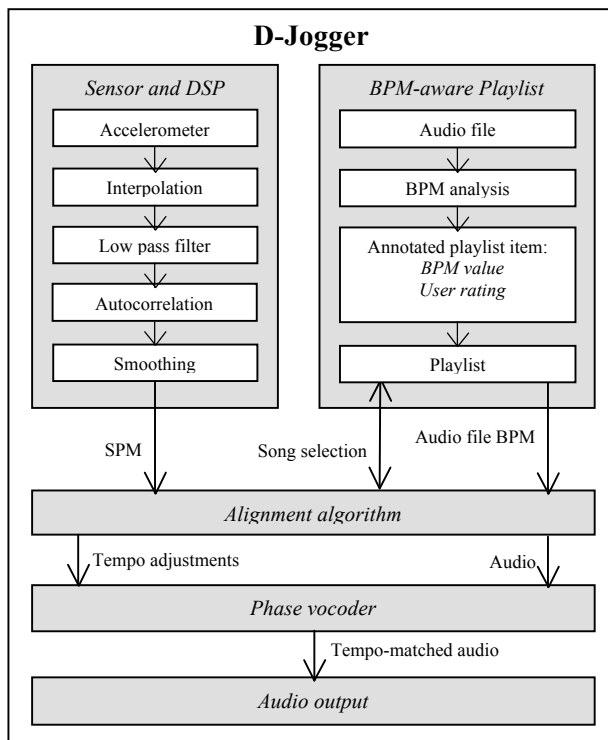 D-Jogger
Sensor and DSP
Accelerometer
Interpolation
Low pass filter
Autocorrelation
Smoothing
BPM-aware Playlist
Audio file
BPM analysis
Annotated playlist item:
BPM value
User rating
Playlist
SPM
Song selection
Audio file BPM
Alignment algorithm
Tempo adjustments
Audio
Phase vocoder
Tempo-matched audio
Audio output